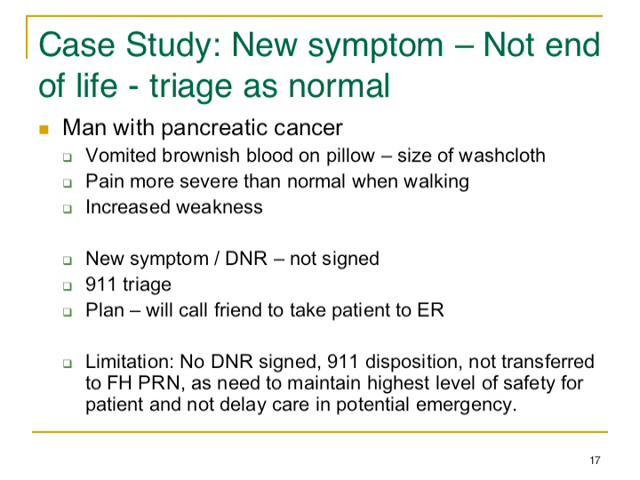 Case Study: New symptom – Not end
of life - triage as normal
Man with pancreatic cancer
Vomited brownish blood on pillow – size of washcloth
Pain more severe than normal when walking
Increased weakness
New symptom / DNR – not signed
911 triage
Plan – will call friend to take patient to ER
Limitation: No DNR signed, 911 disposition, not transferred
to FH PRN, as need to maintain highest level of safety for
patient and not delay care in potential emergency.
17